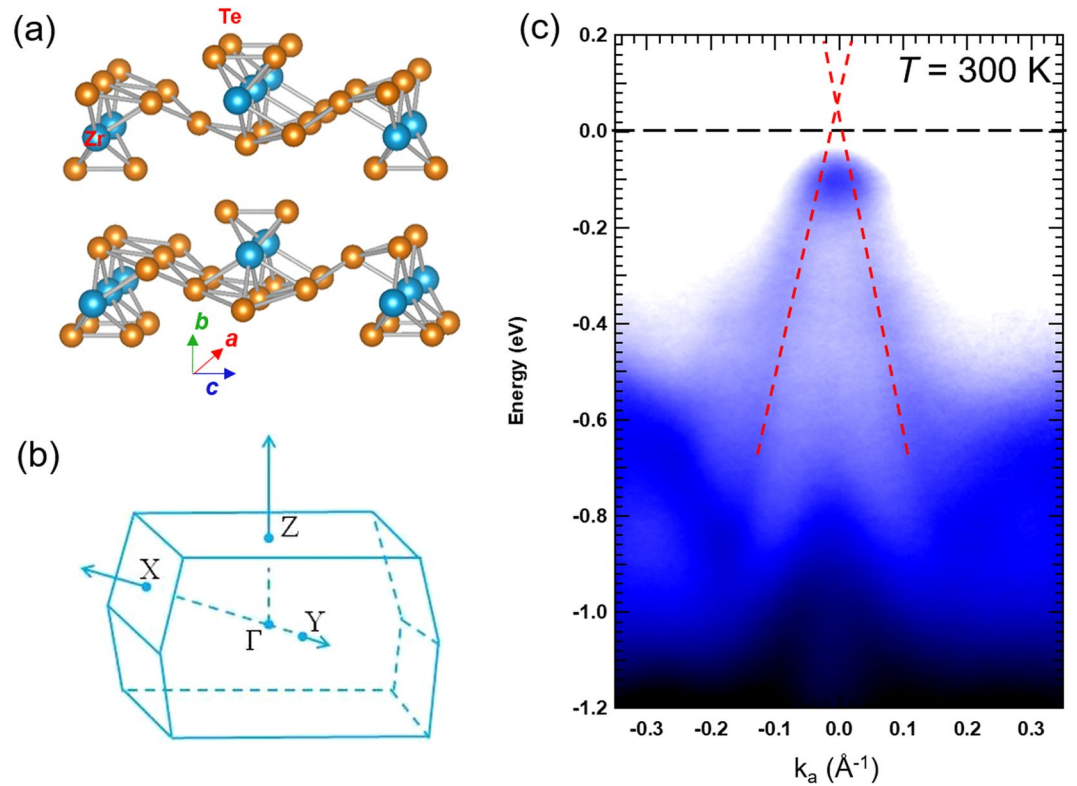 (a)
Te
Zr
b
a
c
(b)
Z
X
Γ
Y
(c)
T = 300 K
Energy (eV)
0.2
0.0
-0.2
-0.4
-0.6
-0.8
-1.0
-1.2
-0.3 -0.2 -0.1 0.0 0.1 0.2 0.3
kₐ (Å⁻¹)